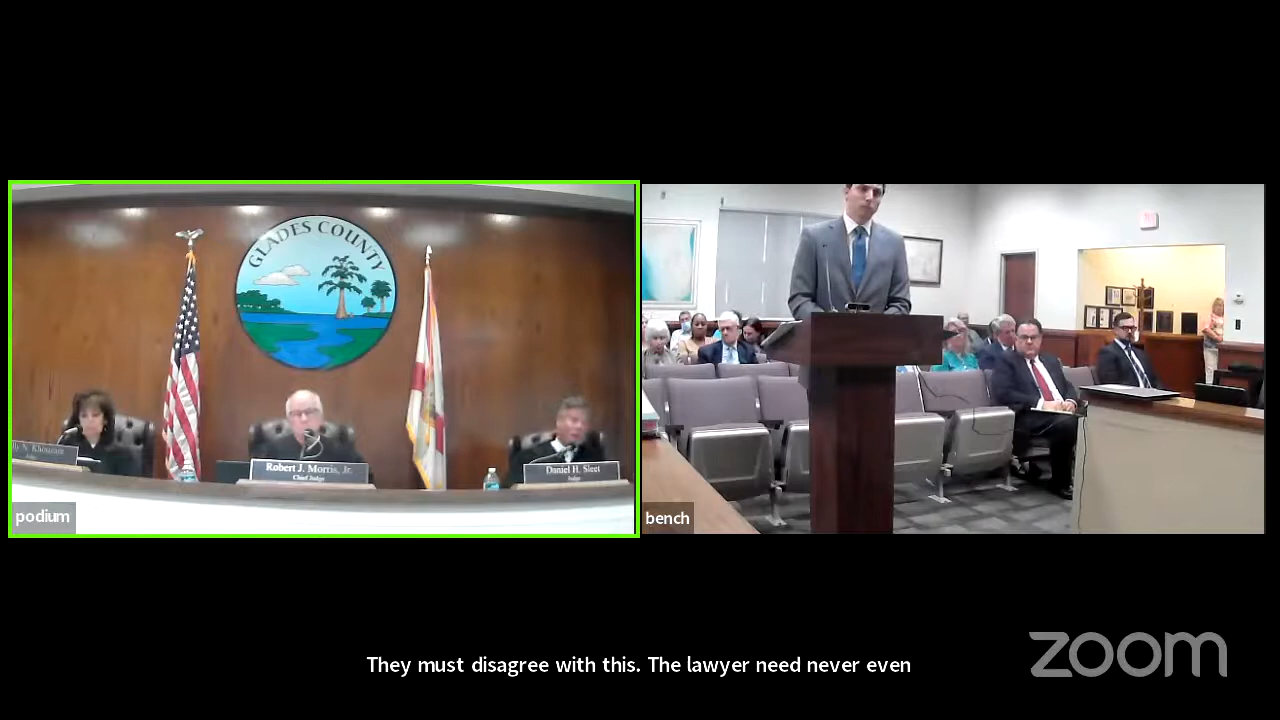 GLADES COUNTY
Robert J. Morris, Jr.
Chief Judge
Daniel H. Sleet
Judge
podium
bench
They must disagree with this. The lawyer need never even
zoom